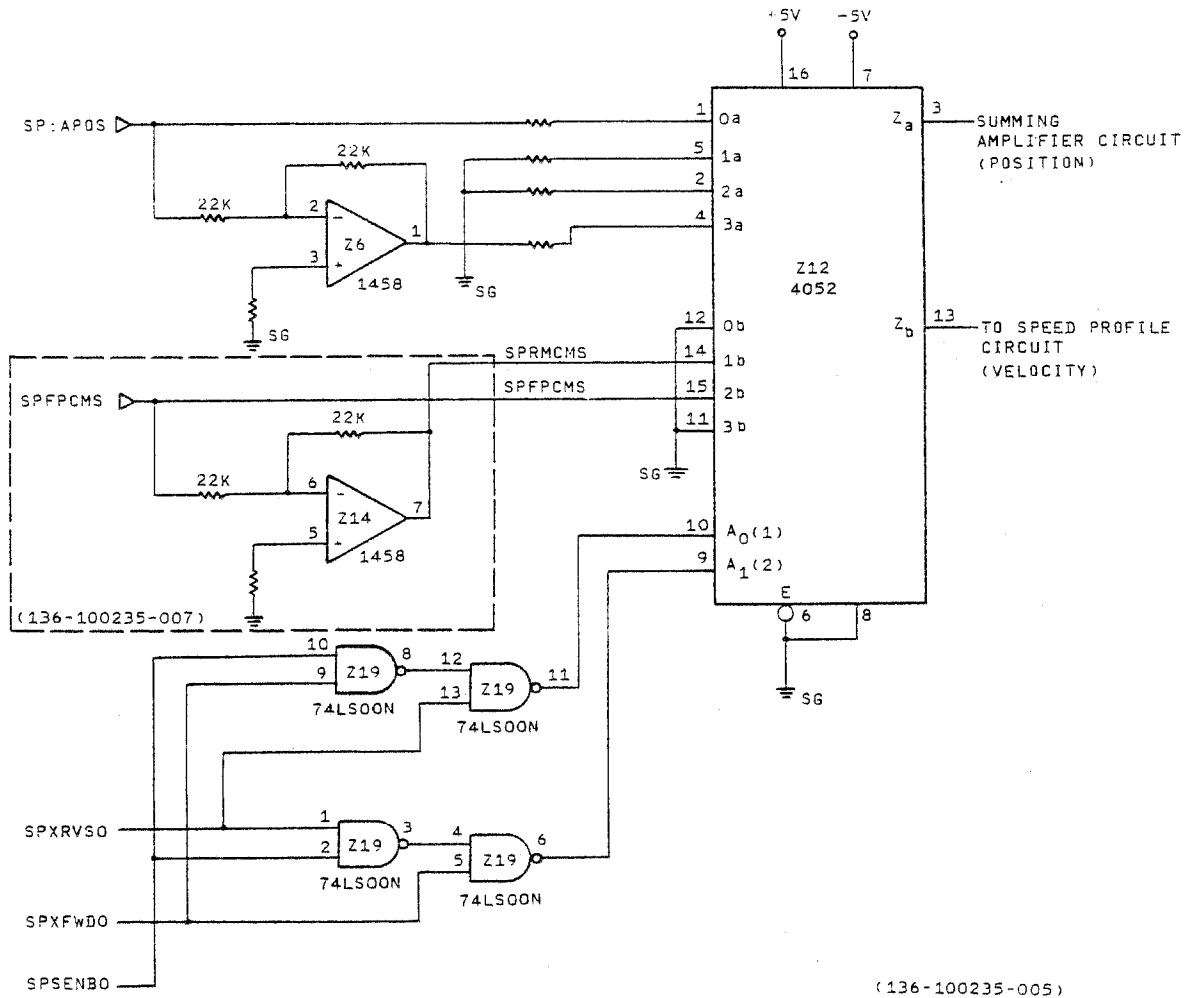 +5V
-5V
16
7
SP:APOS
1
0a
Za
3
SUMMING
AMPLIFIER CIRCUIT
(POSITION)
22K
5
1a
2
2a
22K
2
-
4
3a
1
Z6
3
+
1458
SG
SG
Z12
4052
12
0b
Zb
13
TO SPEED PROFILE
CIRCUIT
(VELOCITY)
SPRMCMS
14
1b
SPFPCMS
SPFPCMS
15
2b
22K
11
3b
SG
22K
6
-
7
Z14
5
+
1458
10
A0(1)
9
A1(2)
E
6
8
SG
(136-100235-007)
10
9
Z19
8
74LSOON
12
13
Z19
11
74LSOON
SPXRVSO
1
2
Z19
3
74LSOON
4
5
Z19
6
74LSOON
SPXFWDO
SPSENBO
(136-100235-005)